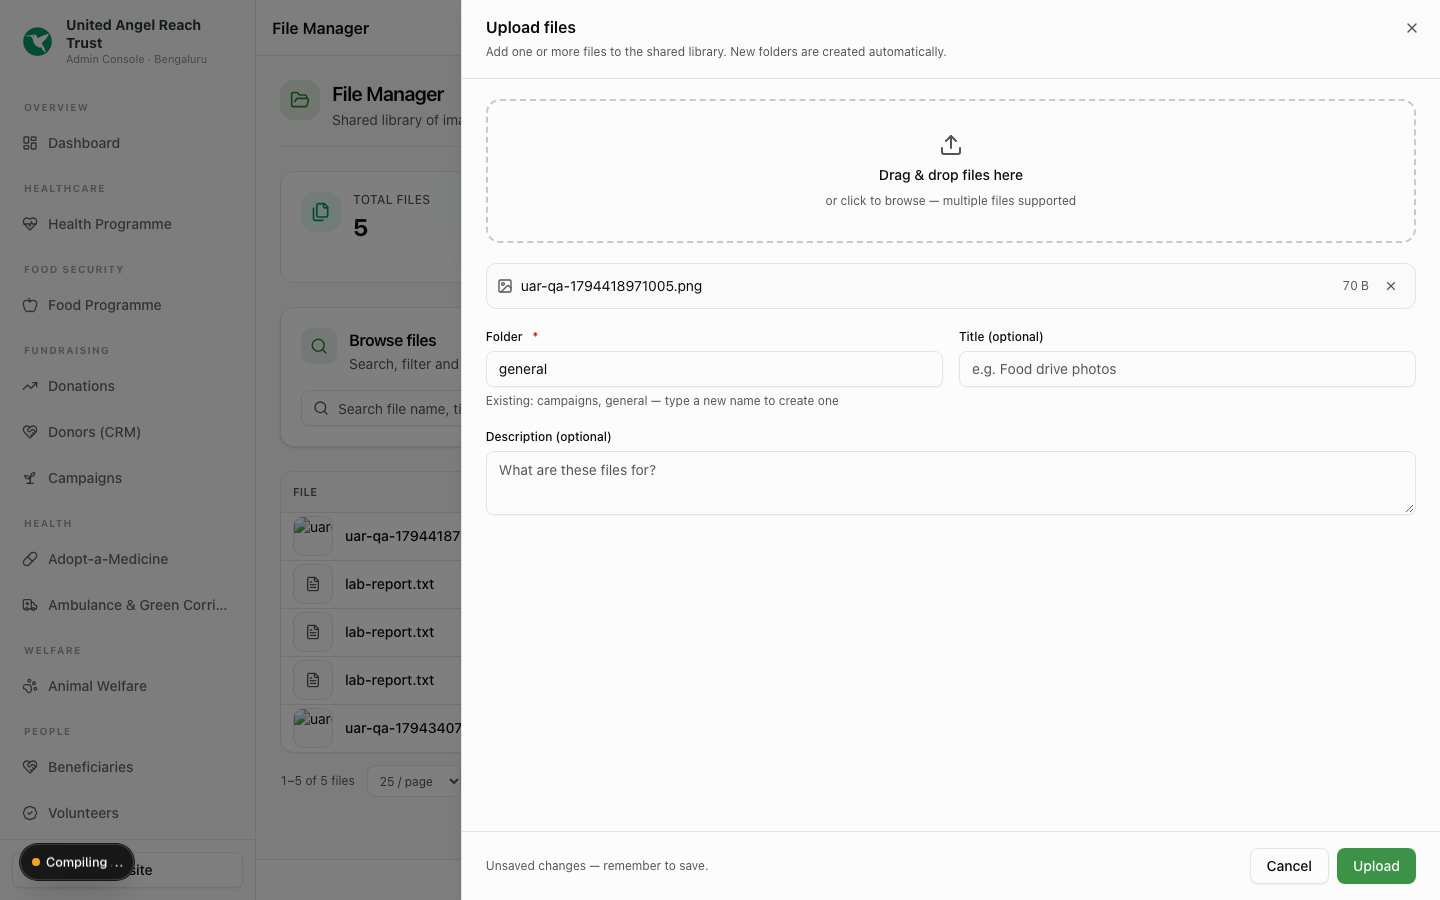 United Angel Reach
Trust
Admin Console · Bengaluru
OVERVIEW
Dashboard
HEALTHCARE
Health Programme
FOOD SECURITY
Food Programme
FUNDRAISING
Donations
Donors (CRM)
Campaigns
HEALTH
Adopt-a-Medicine
Ambulance & Green Corri...
WELFARE
Animal Welfare
PEOPLE
Beneficiaries
Volunteers
Compiling ...
site
File Manager
File Manager
Shared library of ima
TOTAL FILES
5
Browse files
Search, filter and
Search file name, ti
FILE
uar-
uar-qa-17944187
lab-report.txt
lab-report.txt
lab-report.txt
uar-
uar-qa-17943407
1–5 of 5 files
25 / page
Upload files
Add one or more files to the shared library. New folders are created automatically.
Drag & drop files here
or click to browse — multiple files supported
uar-qa-1794418971005.png
70 B
Folder *
Title (optional)
general
e.g. Food drive photos
Existing: campaigns, general — type a new name to create one
Description (optional)
What are these files for?
Unsaved changes — remember to save.
Cancel
Upload